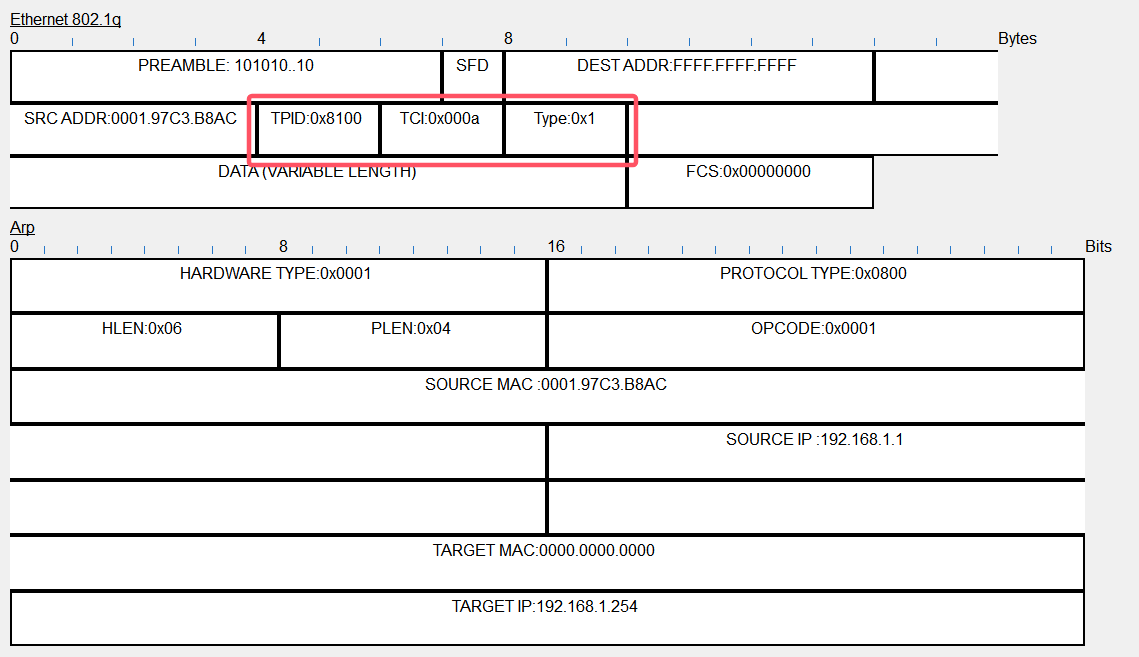 Ethernet 802.1q
0 4 8 Bytes
PREAMBLE: 101010..10 SFD DEST ADDR:FFFF.FFFF.FFFF
SRC ADDR:0001.97C3.B8AC TPID:0x8100 TCI:0x000a Type:0x1
DATA (VARIABLE LENGTH) FCS:0x00000000
Arp
0 8 16 Bits
HARDWARE TYPE:0x0001 PROTOCOL TYPE:0x0800
HLEN:0x06 PLEN:0x04 OPCODE:0x0001
SOURCE MAC :0001.97C3.B8AC
SOURCE IP :192.168.1.1
TARGET MAC:0000.0000.0000
TARGET IP:192.168.1.254